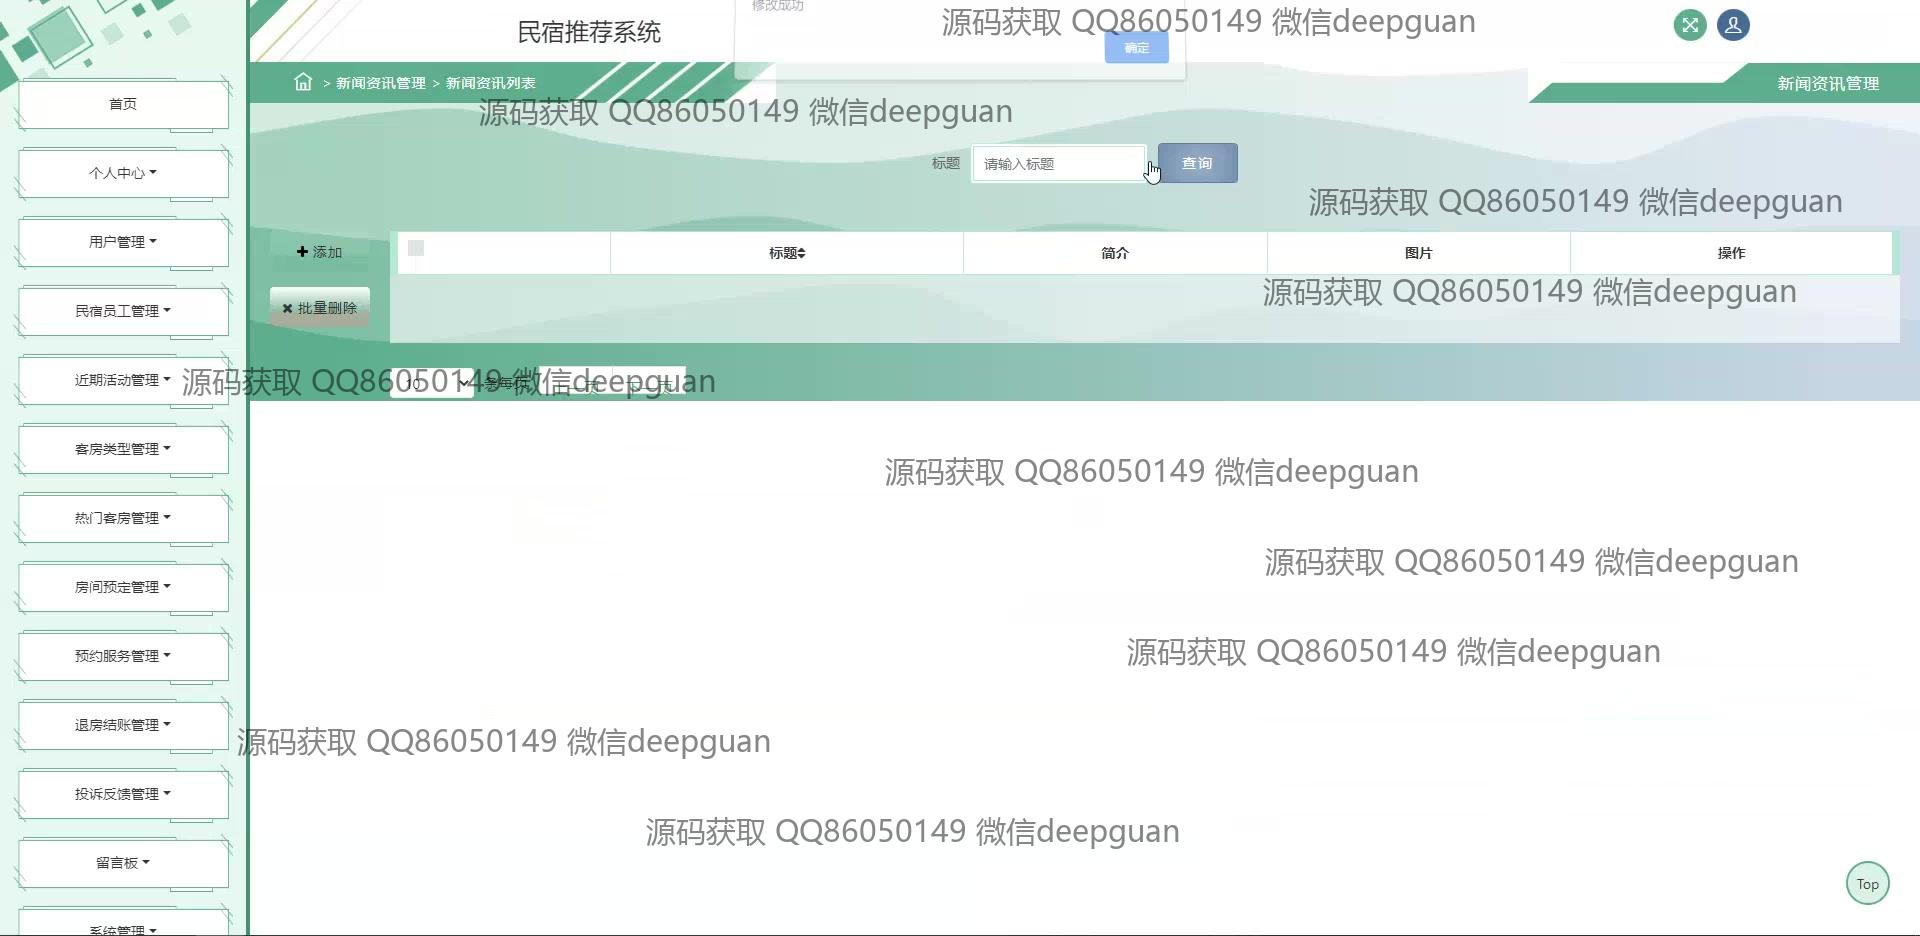 修改成功
民宿推荐系统
源码获取 QQ86050149 微信deepguan
确定
> 新闻资讯管理 > 新闻资讯列表
新闻资讯管理
源码获取 QQ86050149 微信deepguan
首页
标题
请输入标题
查询
个人中心
源码获取 QQ86050149 微信deepguan
用户管理
添加
标题
简介
图片
操作
源码获取 QQ86050149 微信deepguan
批量删除
民宿员工管理
近期活动管理
源码获取 QQ86050149 微信deepguan
10
条每页
上一页
下一页
客房类型管理
源码获取 QQ86050149 微信deepguan
热门客房管理
源码获取 QQ86050149 微信deepguan
房间预定管理
预约服务管理
源码获取 QQ86050149 微信deepguan
退房结账管理
源码获取 QQ86050149 微信deepguan
投诉反馈管理
源码获取 QQ86050149 微信deepguan
留言板
Top
系统管理